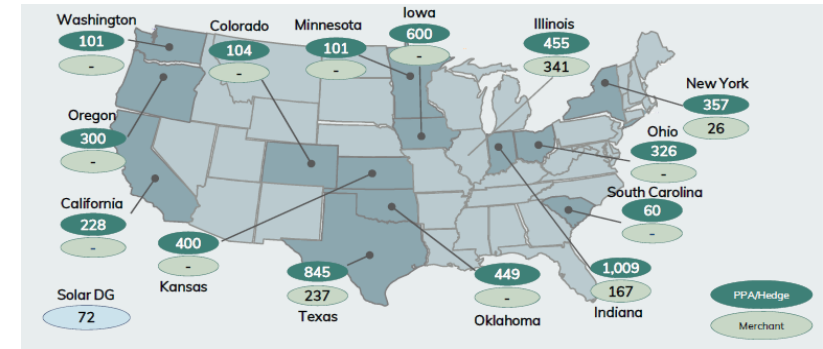 Washington
101
-
Colorado
104
-
Minnesota
101
-
Iowa
600
-
Illinois
455
341
New York
357
26
Oregon
300
-
Ohio
326
-
California
228
-
South Carolina
60
-
400
-
Kansas
845
237
Texas
449
-
Oklahoma
1,009
167
Indiana
Solar DG
72
PPA/Hedge
Merchant